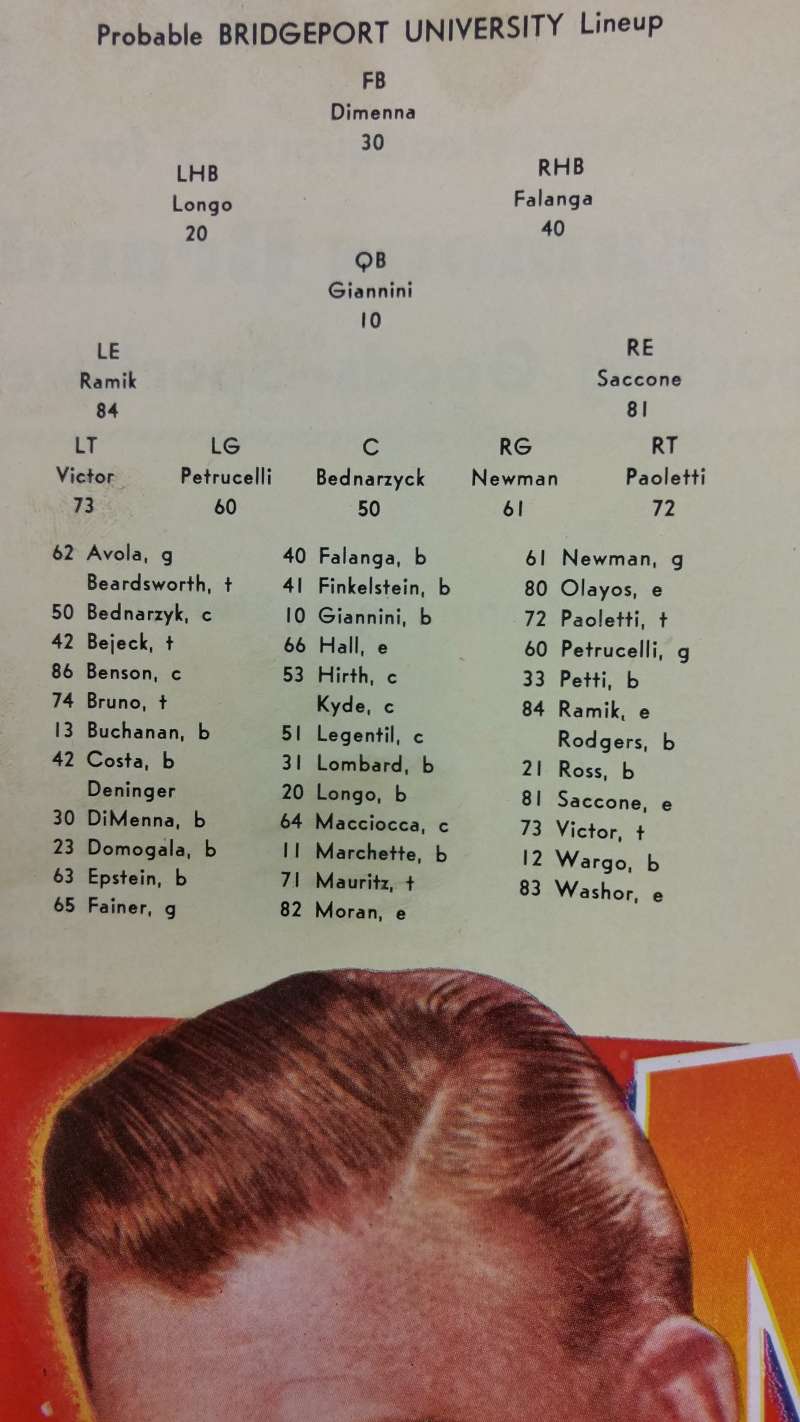 Probable BRIDGEPORT UNIVERSITY Lineup
FB
Dimenna
30
LHB
Longo
20
RHB
Falanga
40
QB
Giannini
10
LE
Ramik
84
RE
Saccone
81
LT
Victor
73
LG
Petrucelli
60
C
Bednarzyck
50
RG
Newman
61
RT
Paoletti
72
62 Avola, g
Beardsworth, t
50 Bednarzyk, c
42 Bejeck, t
86 Benson, c
74 Bruno, t
13 Buchanan, b
42 Costa, b
Deninger
30 DiMenna, b
23 Domogala, b
63 Epstein, b
65 Fainer, g
40 Falanga, b
41 Finkelstein, b
10 Giannini, b
66 Hall, e
53 Hirth, c
Kyde, c
51 Legentil, c
31 Lombard, b
20 Longo, b
64 Macciocca, c
11 Marchette, b
71 Mauritz, t
82 Moran, e
61 Newman, g
80 Olayos, e
72 Paoletti, t
60 Petrucelli, g
33 Petti, b
84 Ramik, e
Rodgers, b
21 Ross, b
81 Saccone, e
73 Victor, t
12 Wargo, b
83 Washor, e